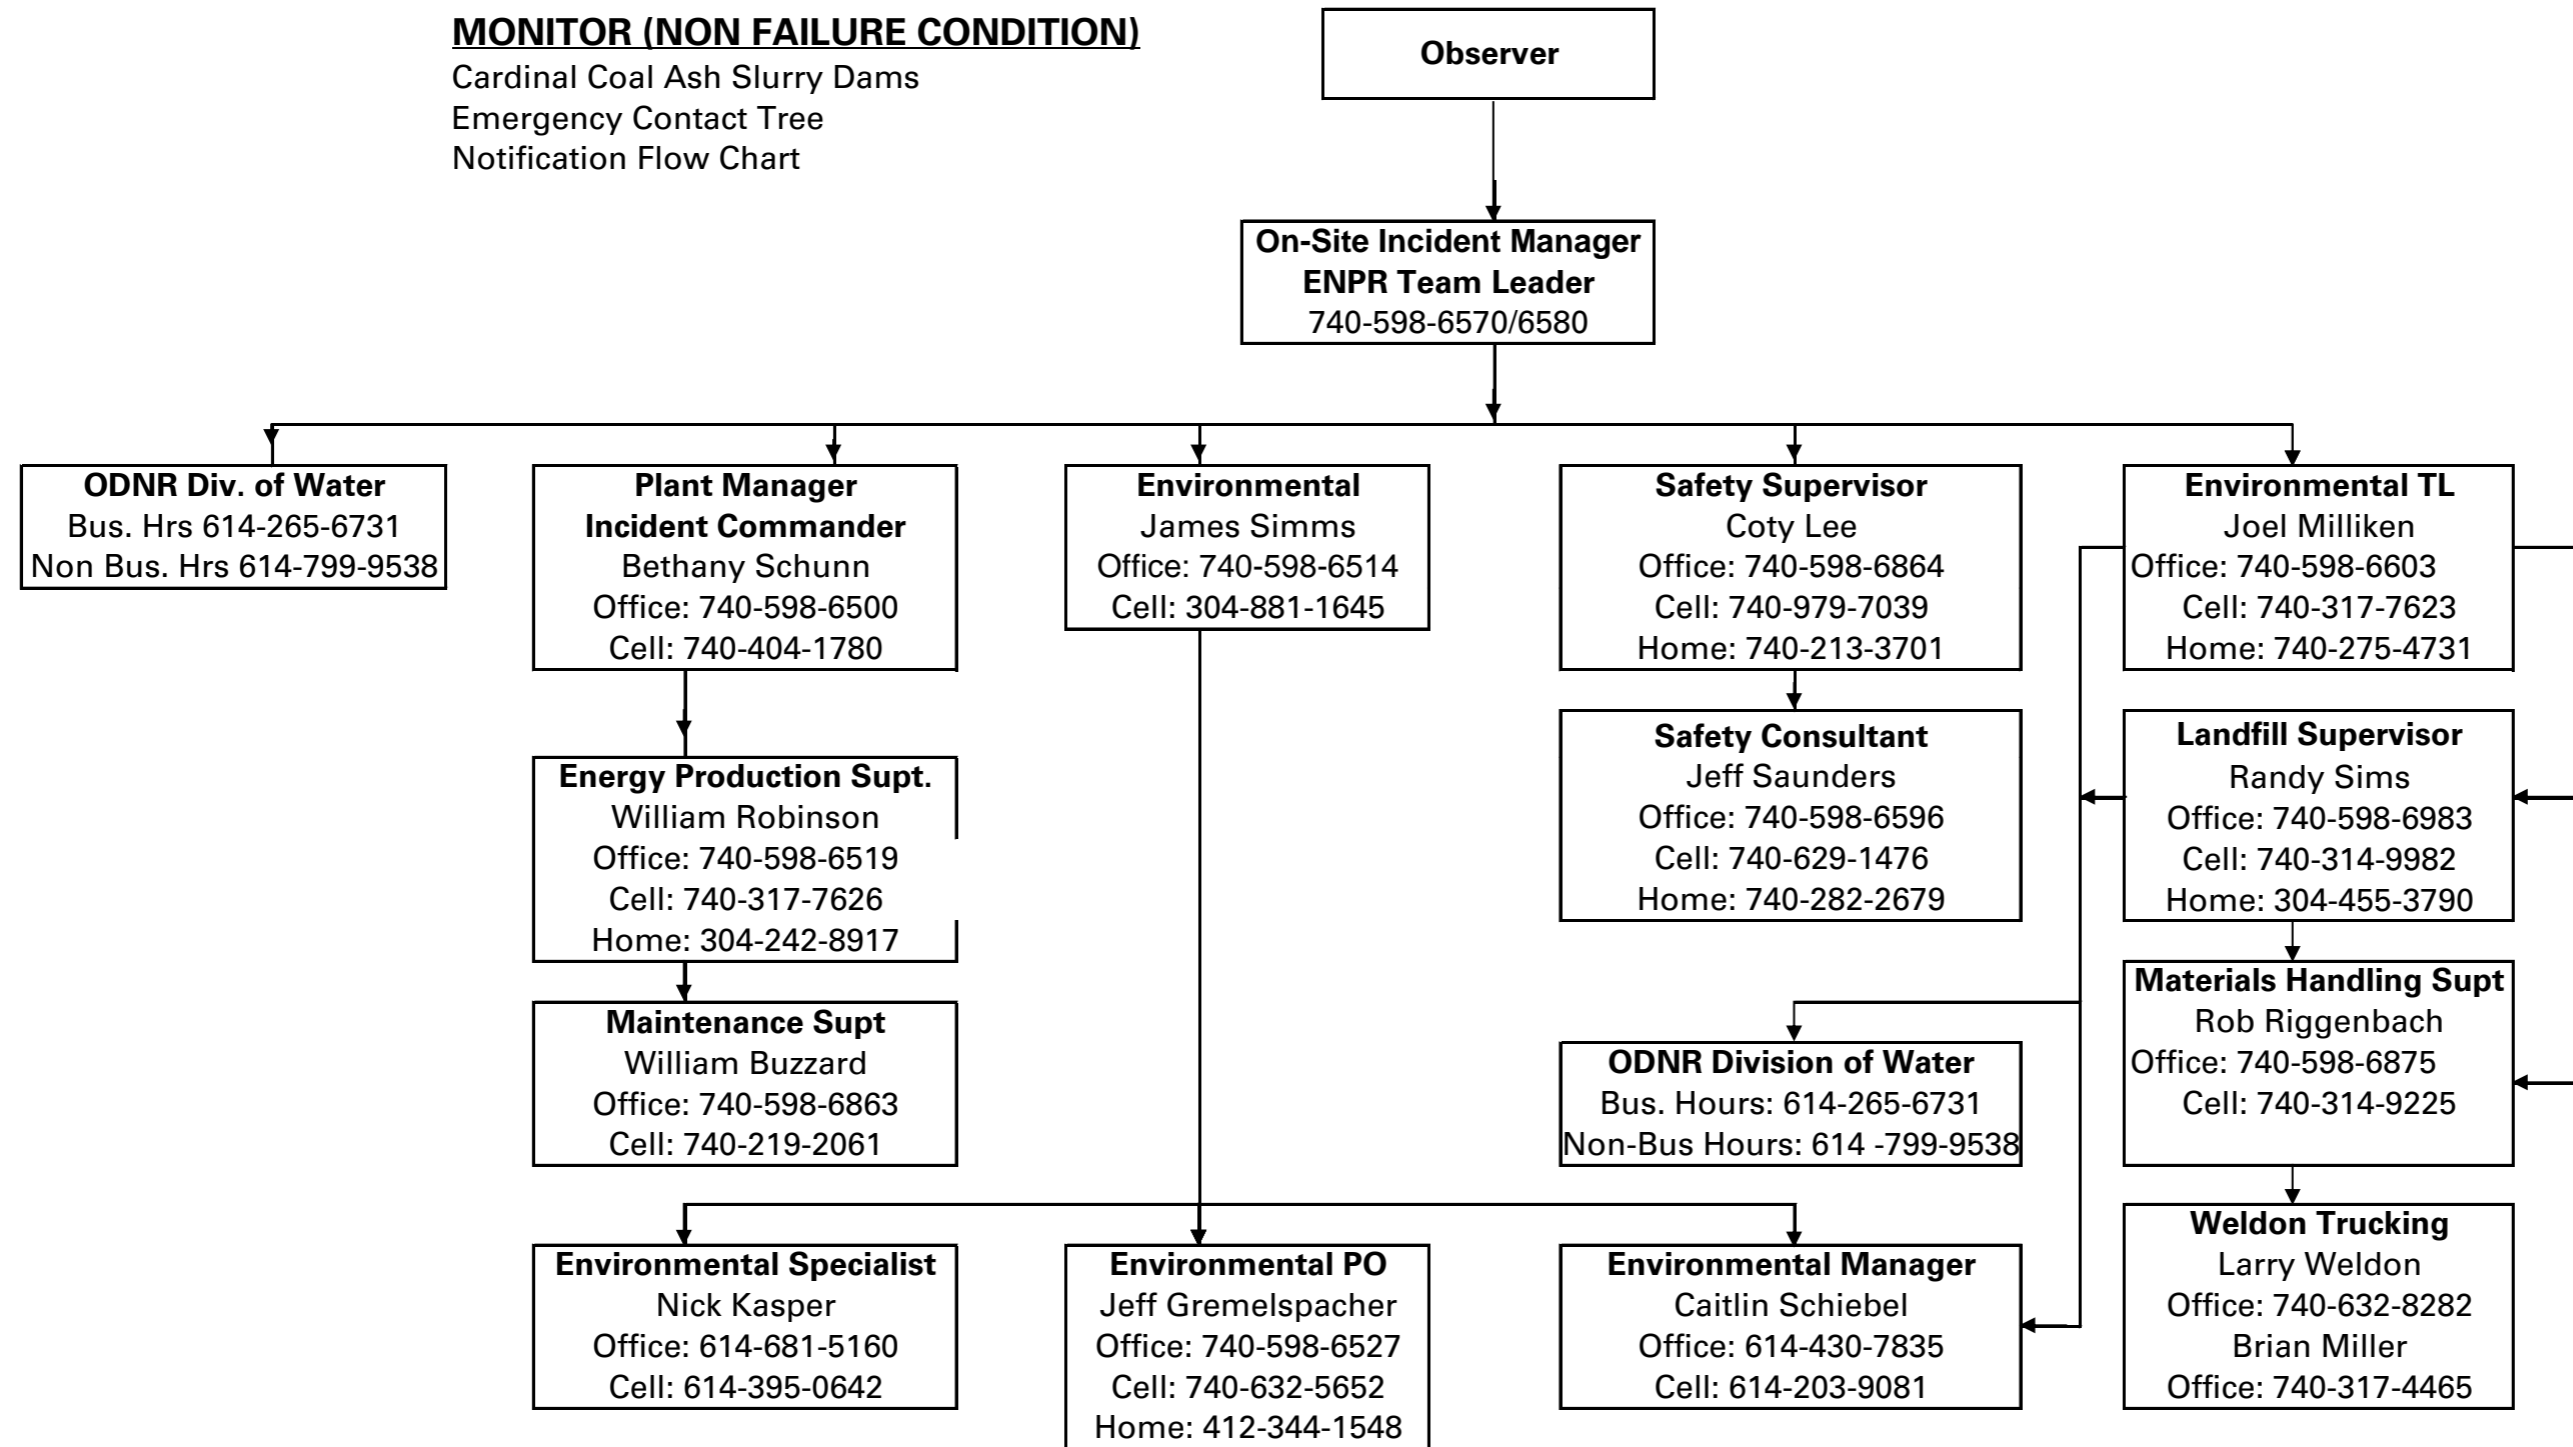 MONITOR (NON FAILURE CONDITION)
Cardinal Coal Ash Slurry Dams
Emergency Contact Tree
Notification Flow Chart
Observer
On-Site Incident Manager
ENPR Team Leader
740-598-6570/6580
ODNR Div. of Water
Bus. Hrs 614-265-6731
Non Bus. Hrs 614-799-9538
Plant Manager
Incident Commander
Bethany Schunn
Office: 740-598-6500
Cell: 740-404-1780
Environmental
James Simms
Office: 740-598-6514
Cell: 304-881-1645
Safety Supervisor
Coty Lee
Office: 740-598-6864
Cell: 740-979-7039
Home: 740-213-3701
Environmental TL
Joel Milliken
Office: 740-598-6603
Cell: 740-317-7623
Home: 740-275-4731
Energy Production Supt.
William Robinson
Office: 740-598-6519
Cell: 740-317-7626
Home: 304-242-8917
Safety Consultant
Jeff Saunders
Office: 740-598-6596
Cell: 740-629-1476
Home: 740-282-2679
Landfill Supervisor
Randy Sims
Office: 740-598-6983
Cell: 740-314-9982
Home: 304-455-3790
Maintenance Supt
William Buzzard
Office: 740-598-6863
Cell: 740-219-2061
ODNR Division of Water
Bus. Hours: 614-265-6731
Non-Bus Hours: 614 -799-9538
Materials Handling Supt
Rob Riggenbach
Office: 740-598-6875
Cell: 740-314-9225
Environmental Specialist
Nick Kasper
Office: 614-681-5160
Cell: 614-395-0642
Environmental PO
Jeff Gremelspacher
Office: 740-598-6527
Cell: 740-632-5652
Home: 412-344-1548
Environmental Manager
Caitlin Schiebel
Office: 614-430-7835
Cell: 614-203-9081
Weldon Trucking
Larry Weldon
Office: 740-632-8282
Brian Miller
Office: 740-317-4465